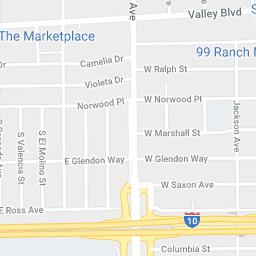 Valley Blvd
Ave
The Marketplace
99 Ranch M
Camelia Dr
W Ralph St
Violeta Dr
Norwood Pl
W Norwood Pl
Jackson Ave
S Valencia St
S El Molino St
W Marshall St
E Glendon Way
W Glendon Way
W Saxon Ave
E Ross Ave
10
Columbia St